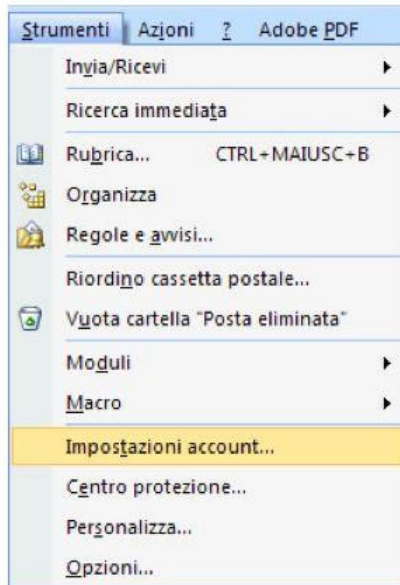 Strumenti Azioni ? Adobe PDF
Invia/Ricevi
Ricerca immediata
Rubrica... CTRL+MAIUSC+B
Organizza
Regole e avvisi...
Riordino cassetta postale...
Vuota cartella "Posta eliminata"
Moduli
Macro
Impostazioni account...
Centro protezione...
Personalizza...
Opzioni...